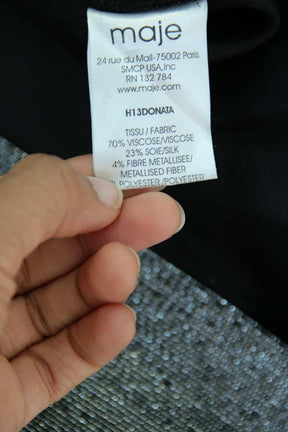 maje
24 rue du Mail-75002 Paris
SMCP USA,Inc
RN 132 784
www.maje.com
H13DONATA
TISSU / FABRIC
70% VISCOSE/VISCOSE
23% SOIE/SILK
4% FIBRE METALLISEE/
METALLISED FIBER
% POLYESTER /POLYESTER